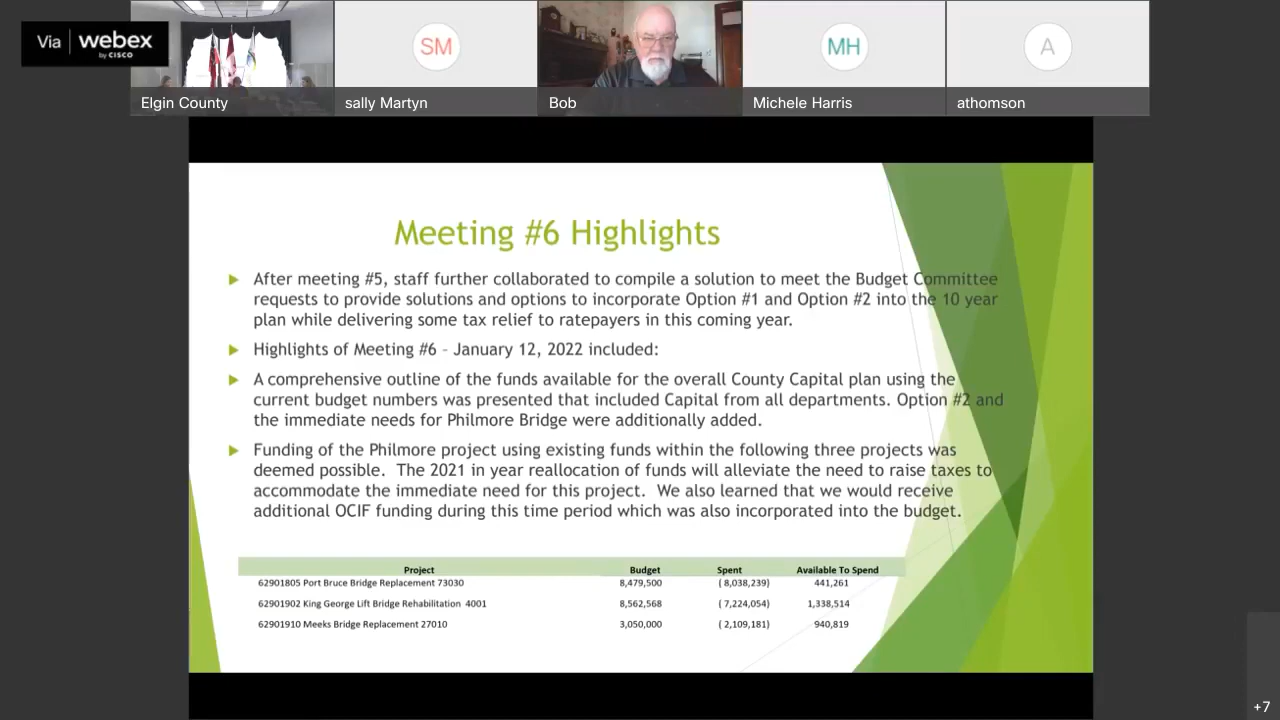 Via webex
by CISCO
Elgin County
SM
sally Martyn
Bob
MH
Michele Harris
A
athomson
Meeting #6 Highlights
After meeting #5, staff further collaborated to compile a solution to meet the Budget Committee
requests to provide solutions and options to incorporate Option #1 and Option #2 into the 10 year
plan while delivering some tax relief to ratepayers in this coming year.
Highlights of Meeting #6 – January 12, 2022 included:
A comprehensive outline of the funds available for the overall County Capital plan using the
current budget numbers was presented that included Capital from all departments. Option #2 and
the immediate needs for Philmore Bridge were additionally added.
Funding of the Philmore project using existing funds within the following three projects was
deemed possible. The 2021 in year reallocation of funds will alleviate the need to raise taxes to
accommodate the immediate need for this project. We also learned that we would receive
additional OCIF funding during this time period which was also incorporated into the budget.
Project Budget Spent Available To Spend
62901805 Port Bruce Bridge Replacement 73030 8,479,500 ( 8,038,239) 441,261
62901902 King George Lift Bridge Rehabilitation 4001 8,562,568 ( 7,224,054) 1,338,514
62901910 Meeks Bridge Replacement 27010 3,050,000 ( 2,109,181) 940,819
+7